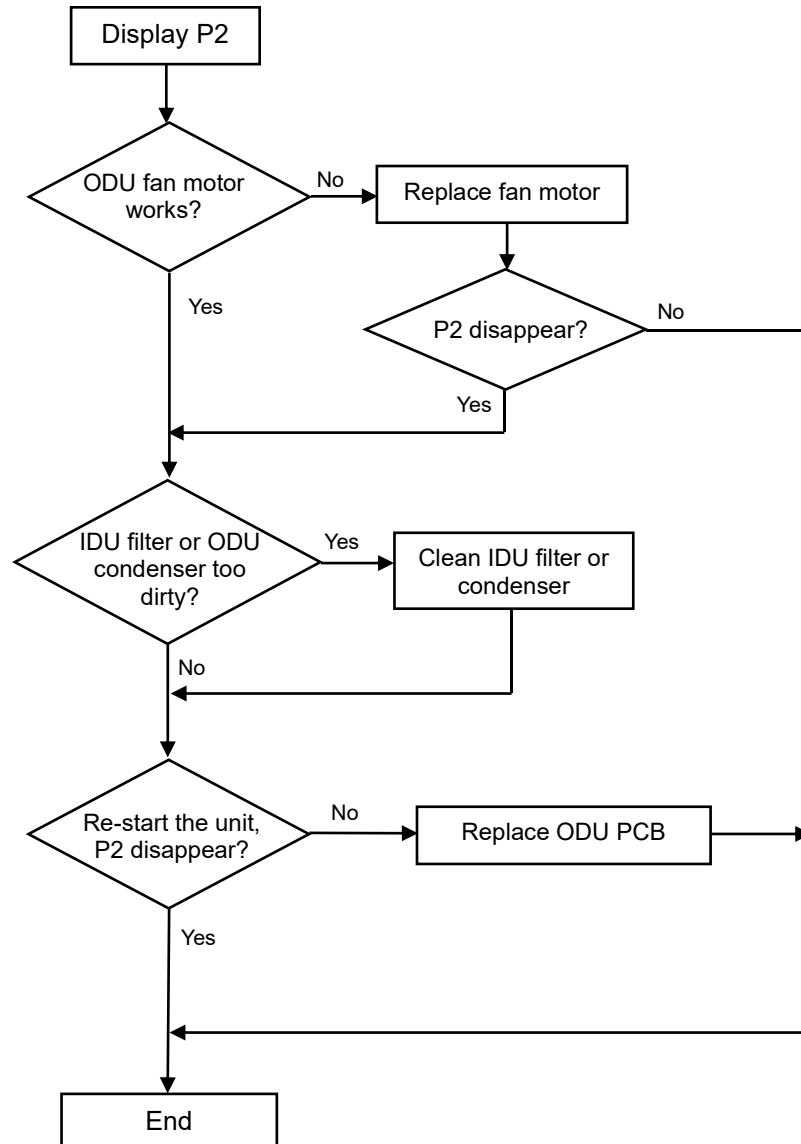 Display P2
ODU fan motor
works?
No
Replace fan motor
Yes
P2 disappear?
No
Yes
IDU filter or ODU
condenser too
dirty?
Yes
Clean IDU filter or
condenser
No
Re-start the unit,
P2 disappear?
No
Replace ODU PCB
Yes
End